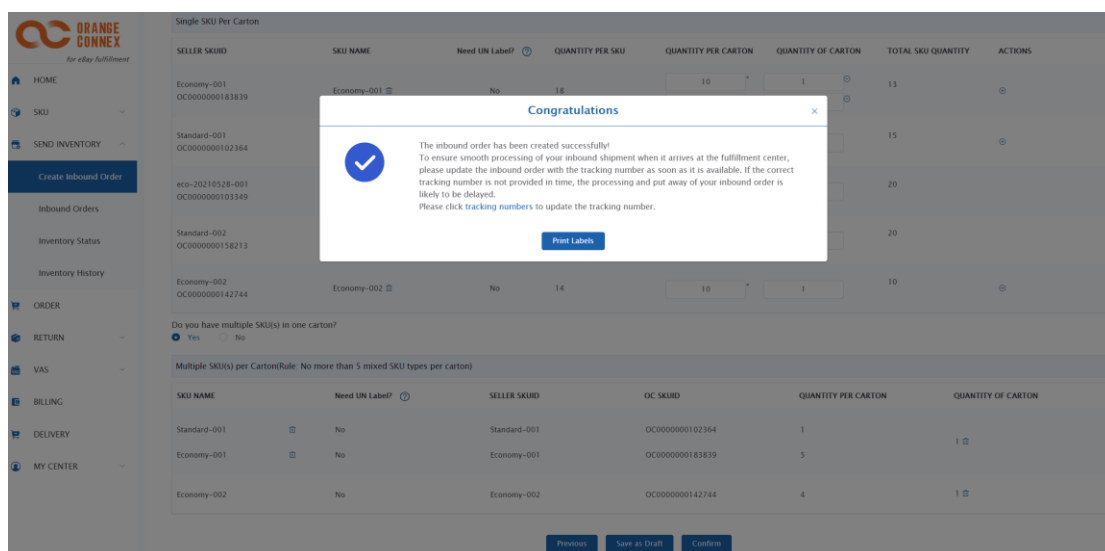 ORANGE
CONNEX
for eBay fulfillment
HOME
SKU
SEND INVENTORY
Create Inbound Order
Inbound Orders
Inventory Status
Inventory History
ORDER
RETURN
VAS
BILLING
DELIVERY
MY CENTER
Single SKU Per Carton
SELLER SKUID SKU NAME Need UN Label? QUANTITY PER SKU QUANTITY PER CARTON QUANTITY OF CARTON TOTAL SKU QUANTITY ACTIONS
Economy-001 Economy-001 No 18 10 1 13
OC0000000183839
Congratulations
The inbound order has been created successfully!
To ensure smooth processing of your inbound shipment when it arrives at the fulfillment center,
please update the inbound order with the tracking number as soon as it is available. If the correct
tracking number is not provided in time, the processing and put away of your inbound order is
likely to be delayed.
Please click tracking numbers to update the tracking number.
Print Labels
Standard-001 15
OC0000000102364
eco-20210528-001 20
OC0000000103349
Standard-002 20
OC0000000158213
Economy-002 Economy-002 No 14 10 1 10
OC0000000142744
Do you have multiple SKU(s) in one carton?
Yes No
Multiple SKU(s) per Carton(Rule: No more than 5 mixed SKU types per carton)
SKU NAME Need UN Label? SELLER SKUID OC SKUID QUANTITY PER CARTON QUANTITY OF CARTON
Standard-001 No Standard-001 OC0000000102364 1 1
Economy-001 No Economy-001 OC0000000183839 5
Economy-002 No Economy-002 OC0000000142744 4 1
Previous Save as Draft Confirm